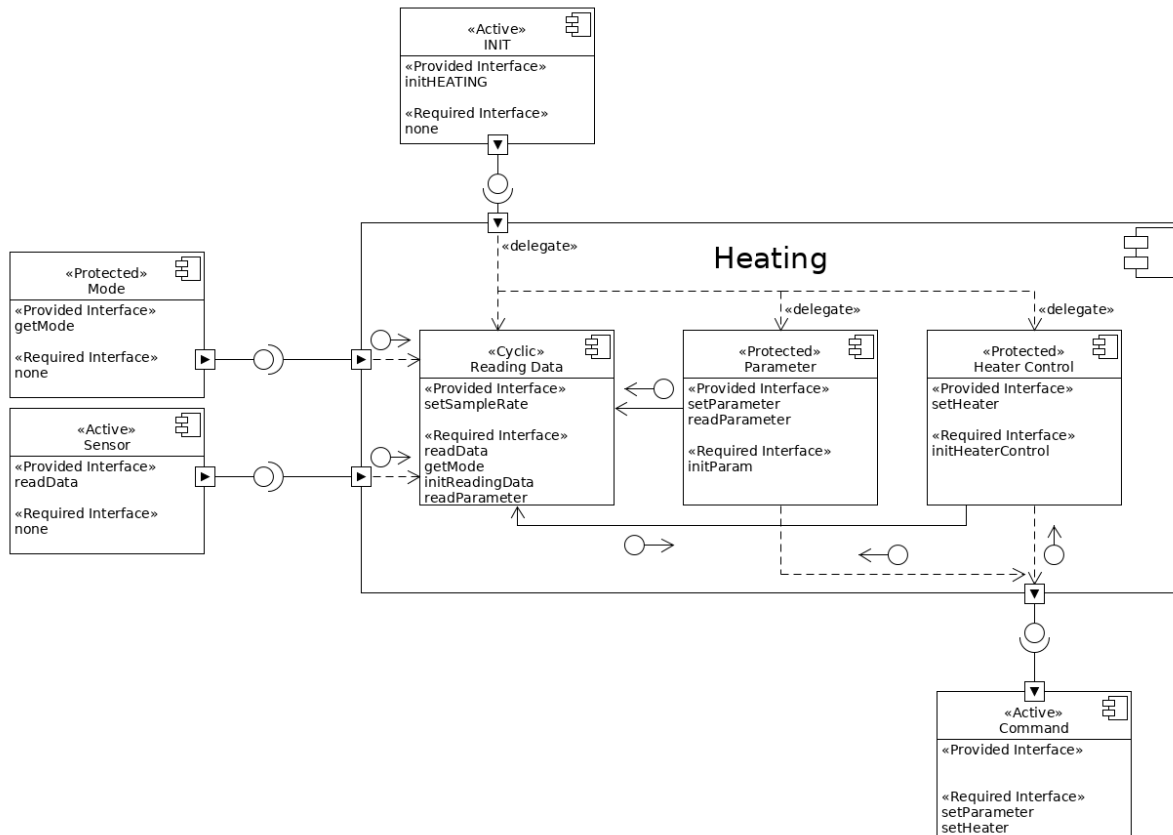 «Active»
INIT
«Provided Interface»
initHEATING
«Required Interface»
none
«delegate»
Heating
«delegate»
«delegate»
«Protected»
Mode
«Provided Interface»
getMode
«Required Interface»
none
«Active»
Sensor
«Provided Interface»
readData
«Required Interface»
none
«Cyclic»
Reading Data
«Provided Interface»
setSampleRate
«Required Interface»
readData
getMode
initReadingData
readParameter
«Protected»
Parameter
«Provided Interface»
setParameter
readParameter
«Required Interface»
initParam
«Protected»
Heater Control
«Provided Interface»
setHeater
«Required Interface»
initHeaterControl
«Active»
Command
«Provided Interface»
«Required Interface»
setParameter
setHeater